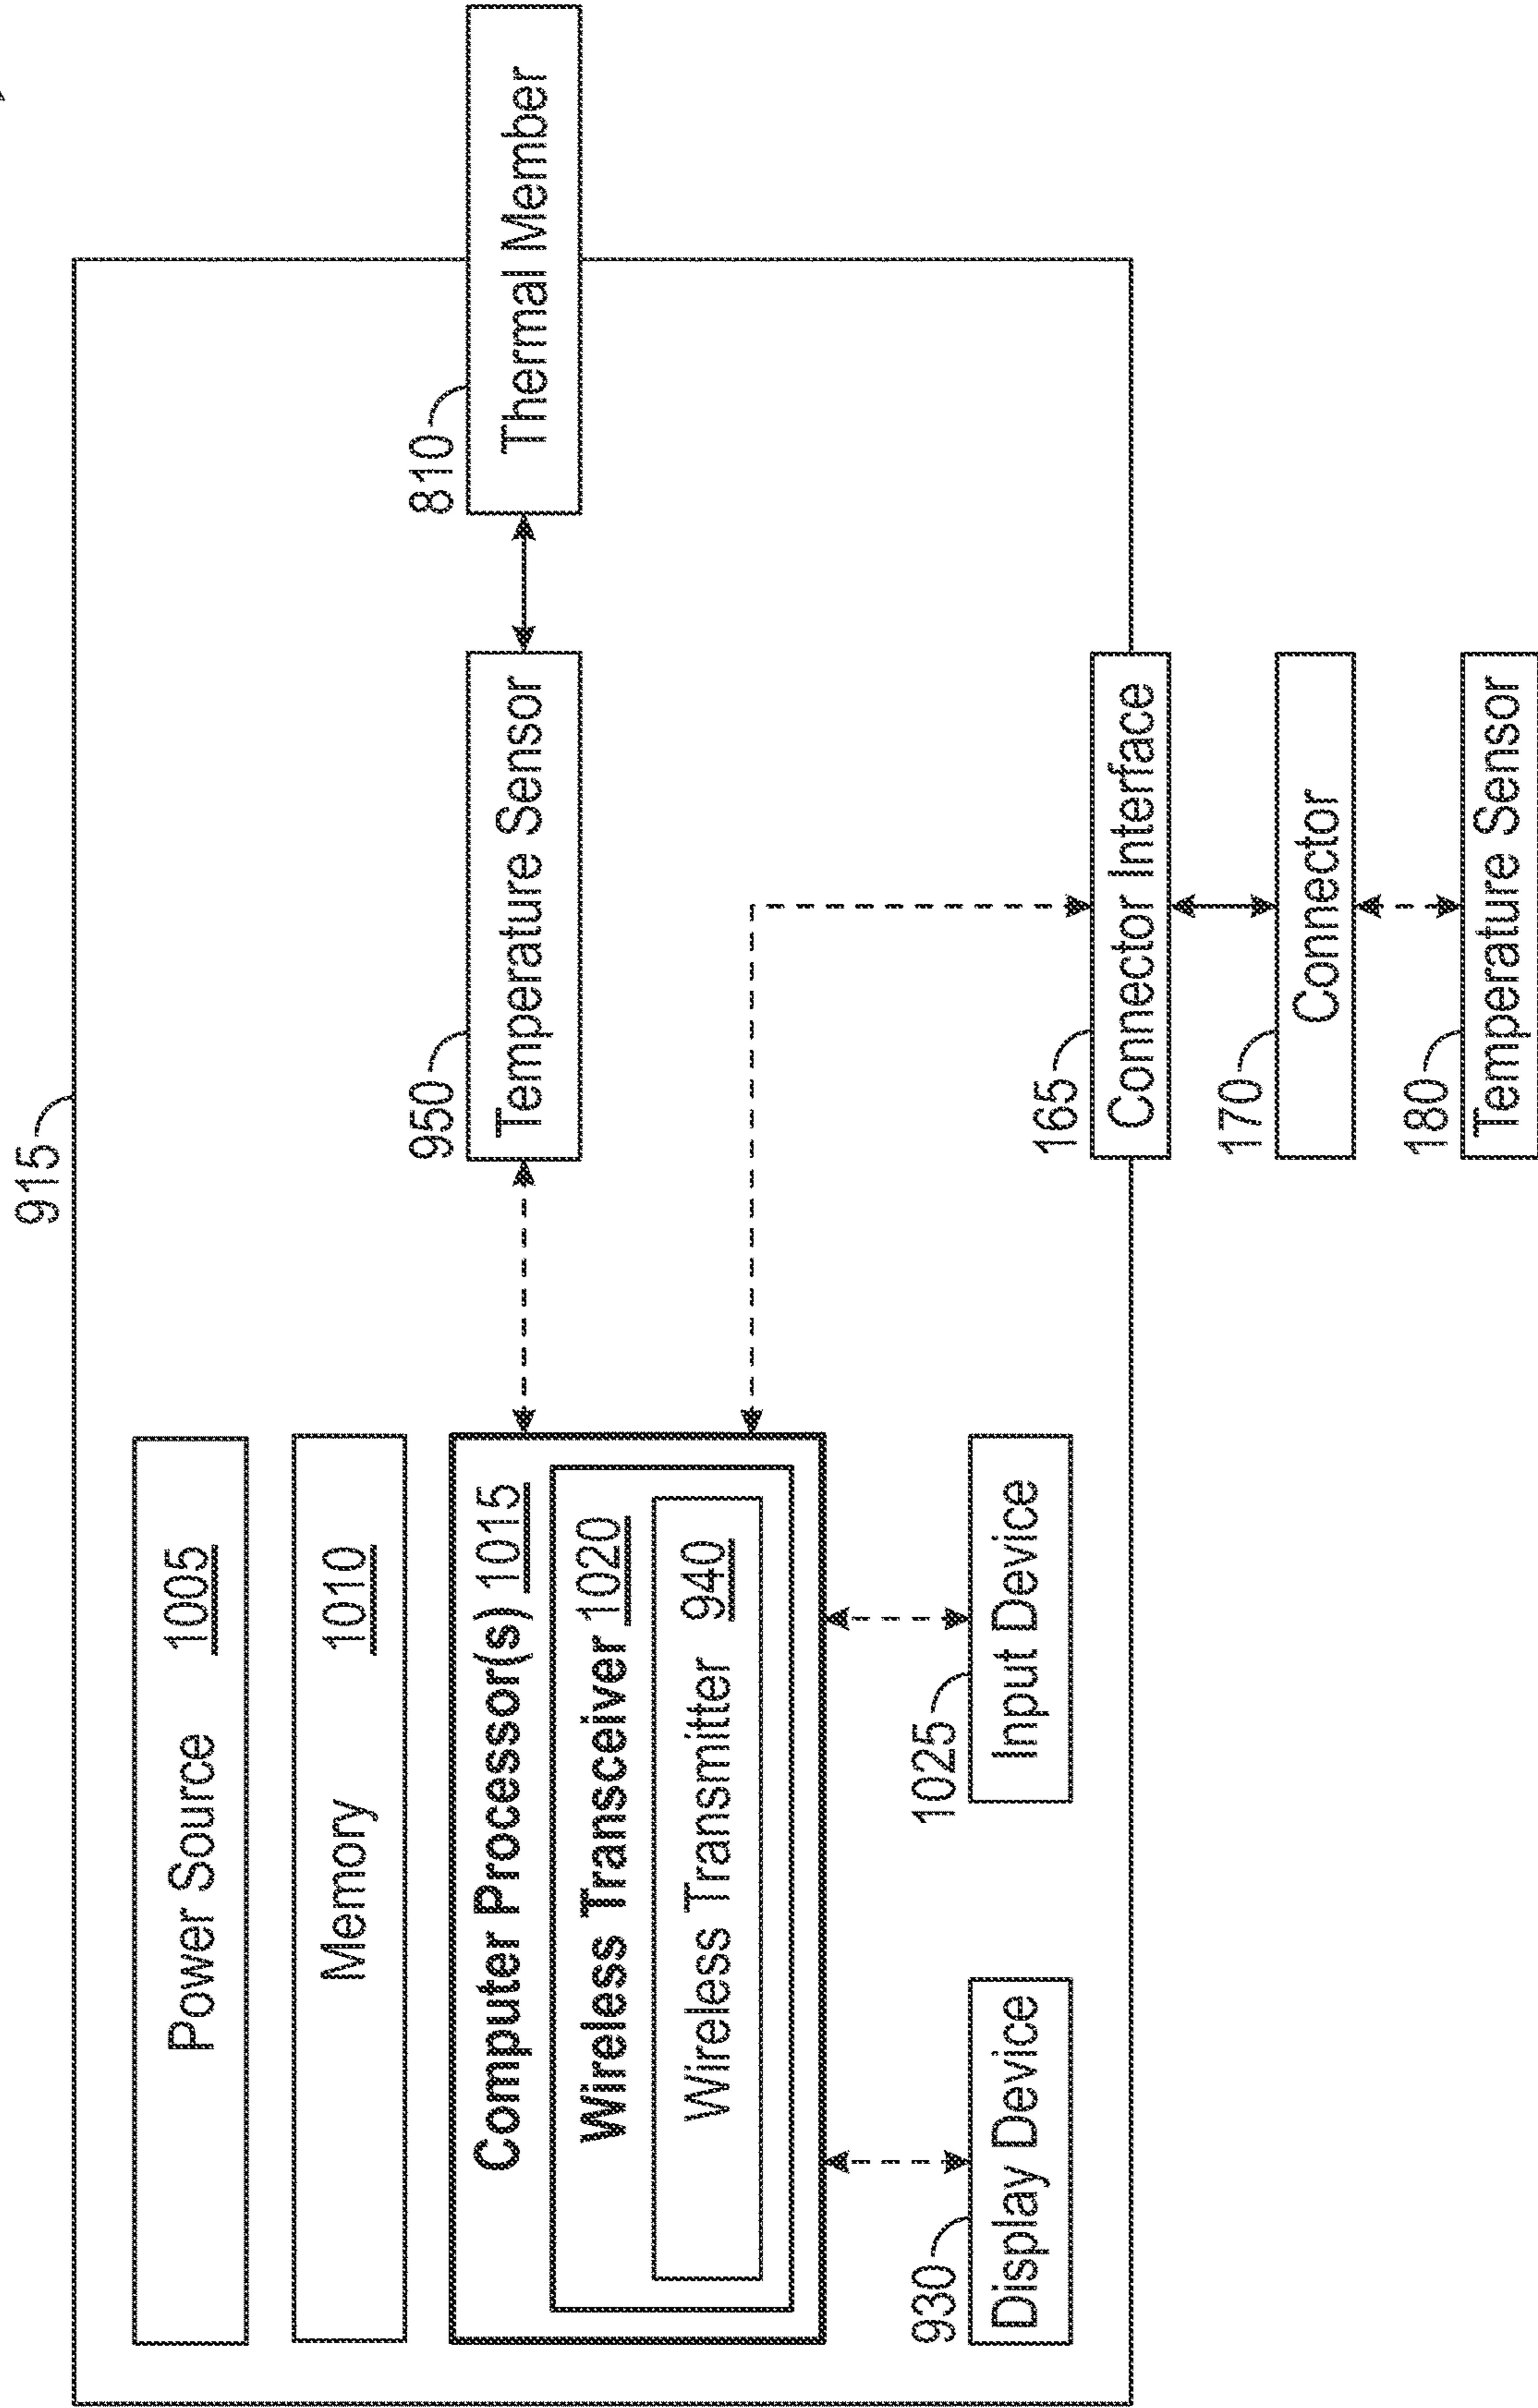 915
Power Source 1005
Memory 1010
Computer Processor(s) 1015
Wireless Transceiver 1020
Wireless Transmitter 940
930
Display Device
1025
Input Device
950
Temperature Sensor
810
Thermal Member
165
Connector Interface
170
Connector
180
Temperature Sensor